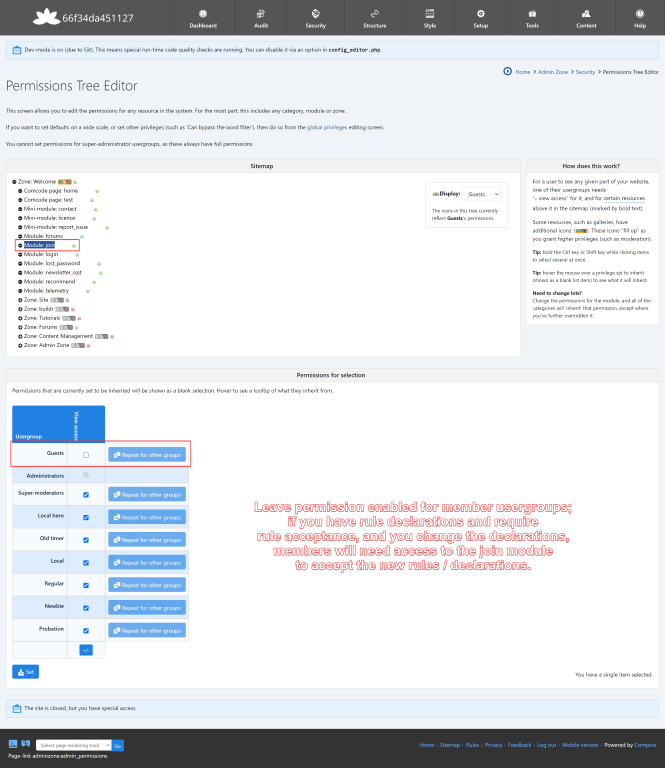 66f34da451127
Dashboard
Audit
Security
Structure
Style
Setup
Tools
Content
Help
Dev-mode is on (due to Git). This means special run-time code quality checks are running. You can disable it via an option in config_editor.php.
Home > Admin Zone > Security > Permissions Tree Editor
Permissions Tree Editor
This screen allows you to edit the permissions for any resource in the system. For the most part, this includes any category, module or zone.
If you want to set defaults on a wide scale, or set other privileges (such as 'Can bypass the word filter'), then do so from the global privileges editing screen.
You cannot set permissions for super-administrator usergroups, as these always have full permissions.
Sitemap
Zone: Welcome
Comcode page: home
Comcode page: test
Mini-module: contact
Mini-module: licence
Mini-module: report_issue
Module: forums
Module: join
Module: login
Module: lost_password
Module: newsletter_opt
Module: recommend
Module: telemetry
Zone: Site
Zone: buildr
Zone: Tutorials
Zone: Forums
Zone: Content Management
Zone: Admin Zone
Display: Guests
The icons in this tree currently
reflect Guests's permissions.
How does this work?
For a user to see any given part of your website,
one of their usergroups needs
"+ view access" for it, and for certain resources
above it in the sitemap (marked by bold text).
Some resources, such as galleries, have
additional icons: (). These icons "fill up" as
you grant higher privileges (such as moderation).
Tip: hold the Ctrl key or Shift key while clicking items
to select several at once.
Tip: hover the mouse over a privilege set to inherit
(shown as a blank list item) to see what it will inherit.
Need to change lots?
Change the permissions for the module, and all of the
categories will 'inherit' that permission, except where
you've further overridden it.
Permissions for selection
Permissions that are currently set to be inherited will be shown as a blank selection. Hover to see a tooltip of what they inherit from.
Usergroup
View access
Guests
Repeat for other groups
Administrators
Super-moderators
Repeat for other groups
Local hero
Repeat for other groups
Old timer
Repeat for other groups
Local
Repeat for other groups
Regular
Repeat for other groups
Newbie
Repeat for other groups
Probation
Repeat for other groups
+/-
Leave permission enabled for member usergroups;
if you have rule declarations and require
rule acceptance, and you change the declarations,
members will need access to the join module
to accept the new rules / declarations.
Set
You have a single item selected.
The site is closed, but you have special access.
(Select page rendering tool)
Go
Home · Sitemap · Rules · Privacy · Feedback · Log out · Mobile version · Powered by Composr
Page-link adminzone:admin_permissions